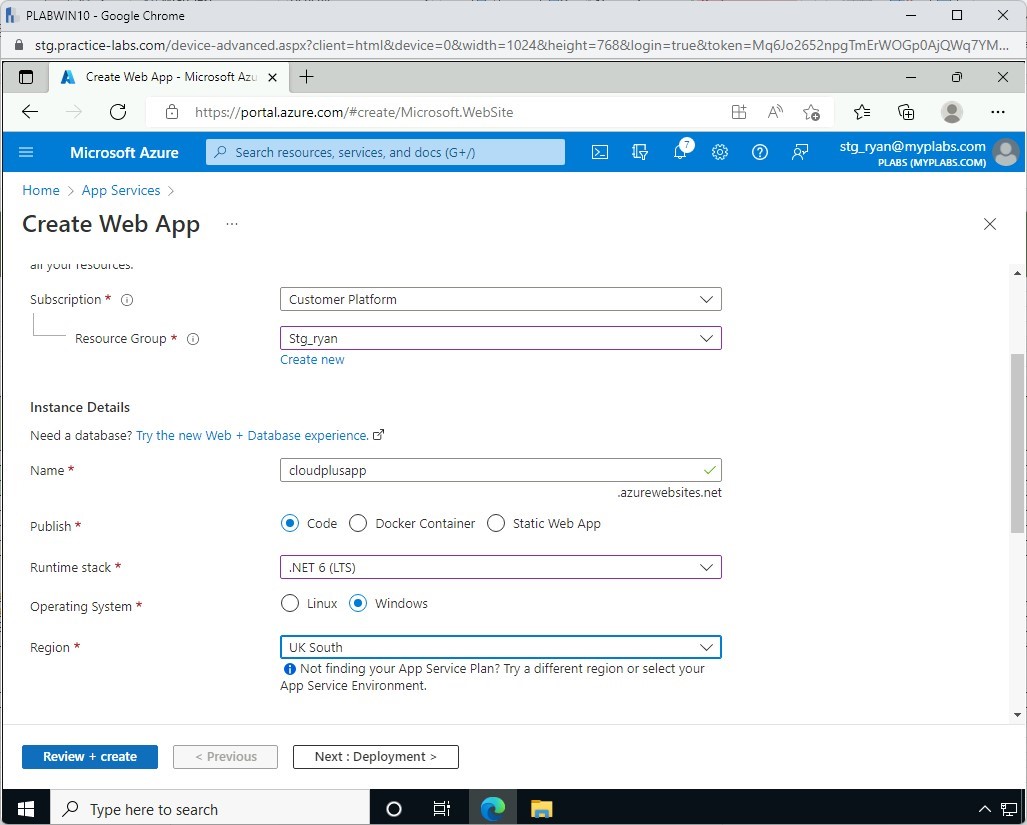 PLABWIN10 - Google Chrome
stg.practice-labs.com/device-advanced.aspx?client=html&device=0&width=1024&height=768&login=true&token=Mq6Jo2652npgTmErWOGp0AjQWq7YM...
Create Web App - Microsoft Azu
https://portal.azure.com/#create/Microsoft.WebSite
Microsoft Azure
Search resources, services, and docs (G+/)
7
stg_ryan@myplabs.com
PLABS (MYPLABS.COM)
Home > App Services >
Create Web App ...
all your resources.
Subscription *
Customer Platform
Resource Group *
Stg_ryan
Create new
Instance Details
Need a database? Try the new Web + Database experience.
Name *
cloudplusapp
.azurewebsites.net
Publish *
Code Docker Container Static Web App
Runtime stack *
.NET 6 (LTS)
Operating System *
Linux Windows
Region *
UK South
Not finding your App Service Plan? Try a different region or select your
App Service Environment.
Review + create
< Previous
Next : Deployment >
Type here to search